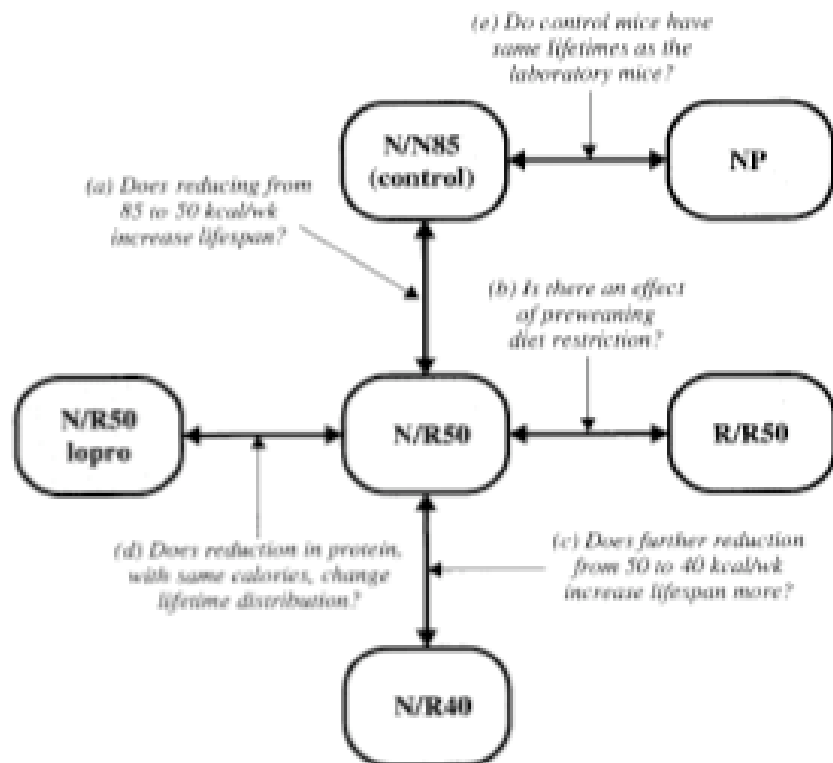 (e) Do control mice have
same lifetimes as the
laboratory mice?
N/N85
(control)
NP
(a) Does reducing from
85 to 50 kcal/wk
increase lifespan?
(b) Is there an effect
of preweaning
diet restriction?
N/R50
lopro
N/R50
R/R50
(d) Does reduction in protein,
with same calories, change
lifetime distribution?
(c) Does further reduction
from 50 to 40 kcal/wk
increase lifespan more?
N/R40